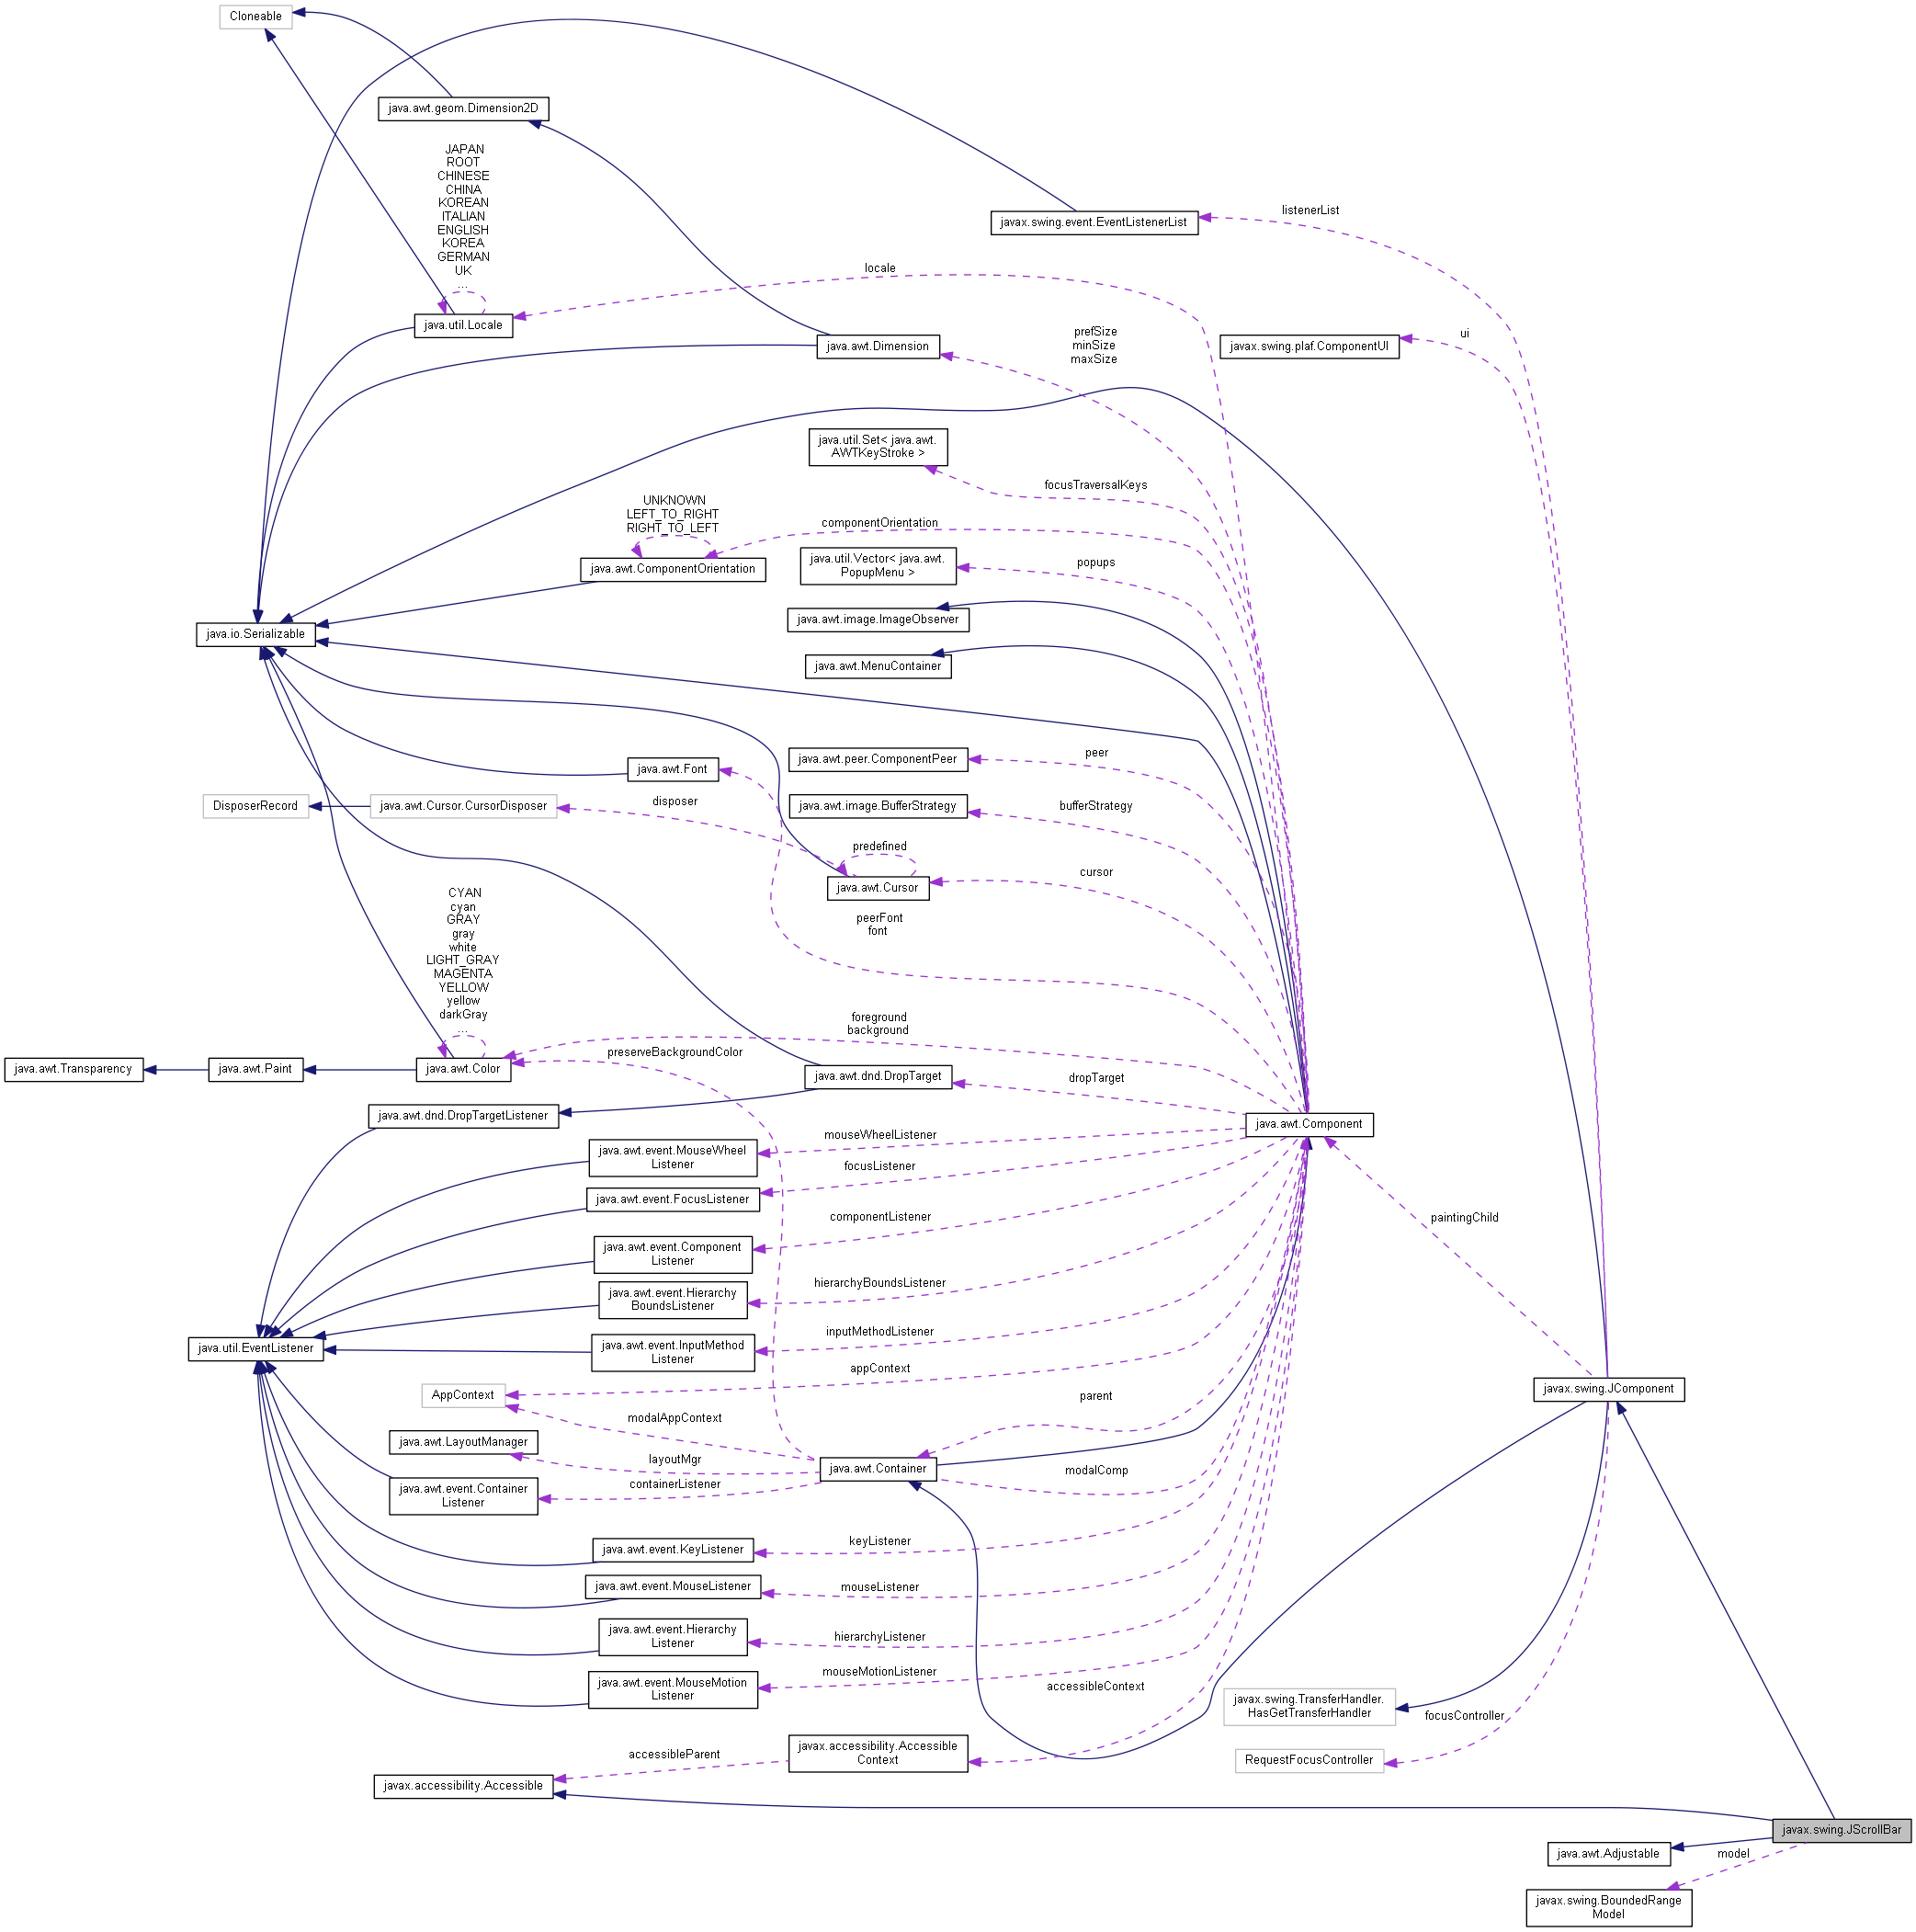 Cloneable
java.awt.geom.Dimension2D
JAPAN
ROOT
CHINESE
CHINA
KOREAN
ITALIAN
ENGLISH
KOREA
GERMAN
UK
...
listenerList
javax.swing.event.EventListenerList
locale
java.util.Locale
prefSize
minSize
maxSize
java.awt.Dimension
ui
javax.swing.plaf.ComponentUI
java.util.Set< java.awt.
AWTKeyStroke >
focusTraversalKeys
UNKNOWN
LEFT_TO_RIGHT
RIGHT_TO_LEFT
componentOrientation
java.awt.ComponentOrientation
java.util.Vector< java.awt.
PopupMenu >
popups
java.awt.image.ImageObserver
java.io.Serializable
java.awt.MenuContainer
java.awt.peer.ComponentPeer
peer
java.awt.Font
DisposerRecord
java.awt.Cursor.CursorDisposer
disposer
java.awt.image.BufferStrategy
bufferStrategy
predefined
java.awt.Cursor
cursor
peerFont
font
CYAN
cyan
GRAY
gray
white
LIGHT_GRAY
MAGENTA
YELLOW
yellow
darkGray
...
foreground
background
preserveBackgroundColor
java.awt.Transparency
java.awt.Paint
java.awt.Color
java.awt.dnd.DropTarget
dropTarget
java.awt.dnd.DropTargetListener
java.awt.Component
mouseWheelListener
java.awt.event.MouseWheel
Listener
focusListener
java.awt.event.FocusListener
componentListener
paintingChild
java.awt.event.Component
Listener
hierarchyBoundsListener
java.awt.event.Hierarchy
BoundsListener
inputMethodListener
java.util.EventListener
java.awt.event.InputMethod
Listener
appContext
AppContext
parent
javax.swing.JComponent
modalAppContext
java.awt.LayoutManager
layoutMgr
java.awt.Container
modalComp
containerListener
java.awt.event.Container
Listener
keyListener
java.awt.event.KeyListener
mouseListener
java.awt.event.MouseListener
hierarchyListener
java.awt.event.Hierarchy
Listener
mouseMotionListener
java.awt.event.MouseMotion
Listener
accessibleContext
javax.swing.TransferHandler.
HasGetTransferHandler
focusController
accessibleParent
javax.accessibility.Accessible
Context
RequestFocusController
javax.accessibility.Accessible
javax.swing.JScrollBar
java.awt.Adjustable
model
javax.swing.BoundedRange
Model